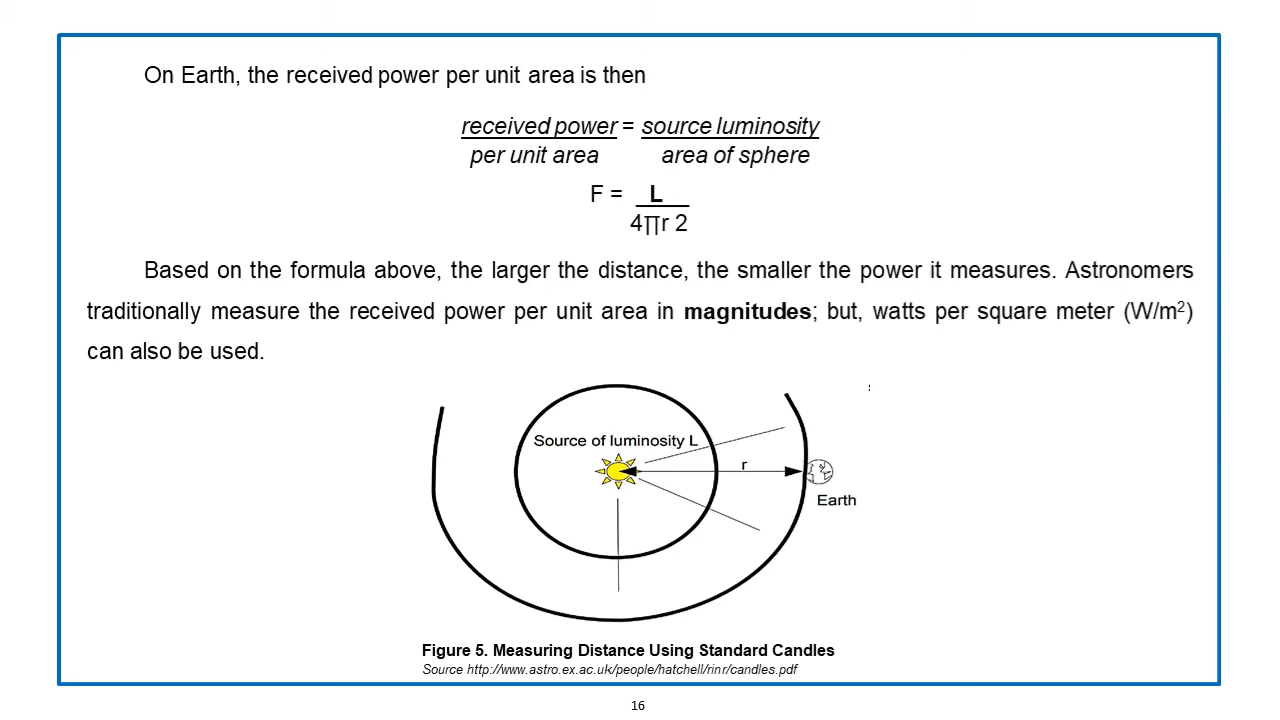 On Earth, the received power per unit area is then
received power = source luminosity
per unit area area of sphere
F = L
4∏r 2
Based on the formula above, the larger the distance, the smaller the power it measures. Astronomers
traditionally measure the received power per unit area in magnitudes; but, watts per square meter (W/m²)
can also be used.
Source of luminosity L
r
Earth
Figure 5. Measuring Distance Using Standard Candles
Source http://www.astro.ex.ac.uk/people/hatchell/rinr/candles.pdf
16